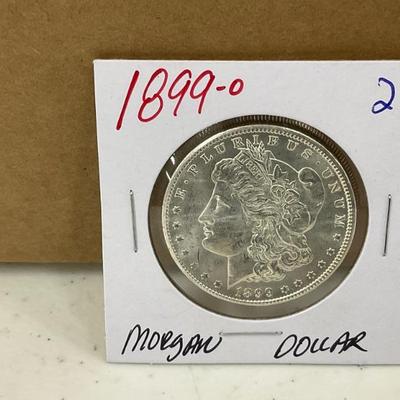 1899-o 2
E·PLURIBUS·UNUM
LIBERTY
1899
MORGAN DOLLAR